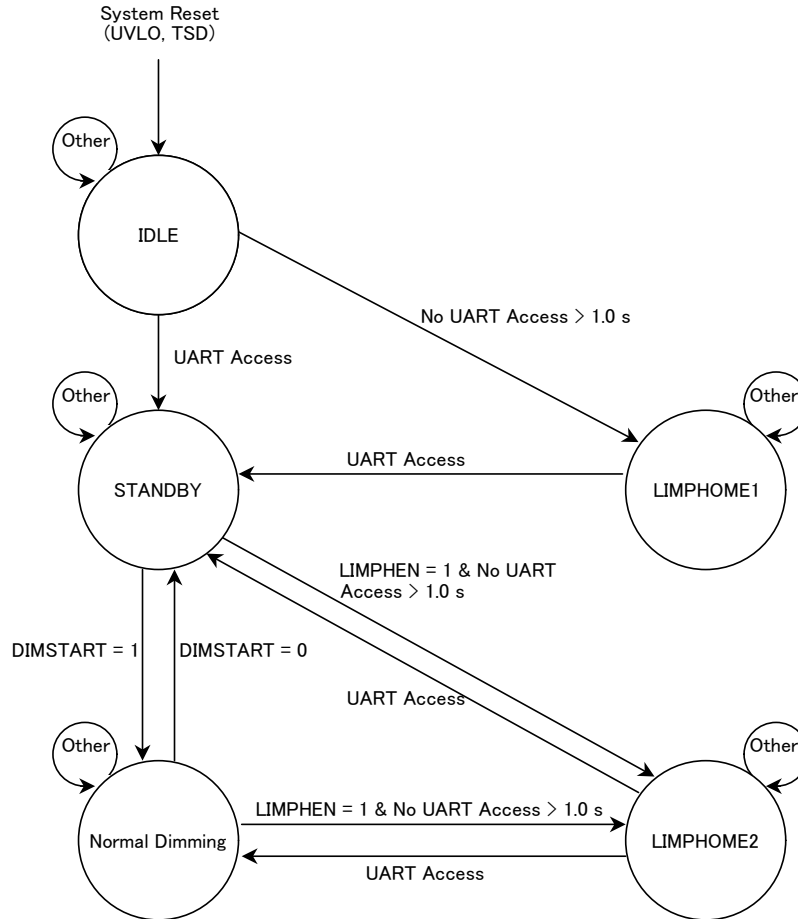 System Reset
(UVLO, TSD)
Other
IDLE
No UART Access > 1.0 s
UART Access
Other
Other
UART Access
STANDBY
LIMPHOME1
LIMPHEN = 1 & No UART
Access > 1.0 s
DIMSTART = 1
DIMSTART = 0
UART Access
Other
Other
LIMPHEN = 1 & No UART Access > 1.0 s
Normal Dimming
LIMPHOME2
UART Access